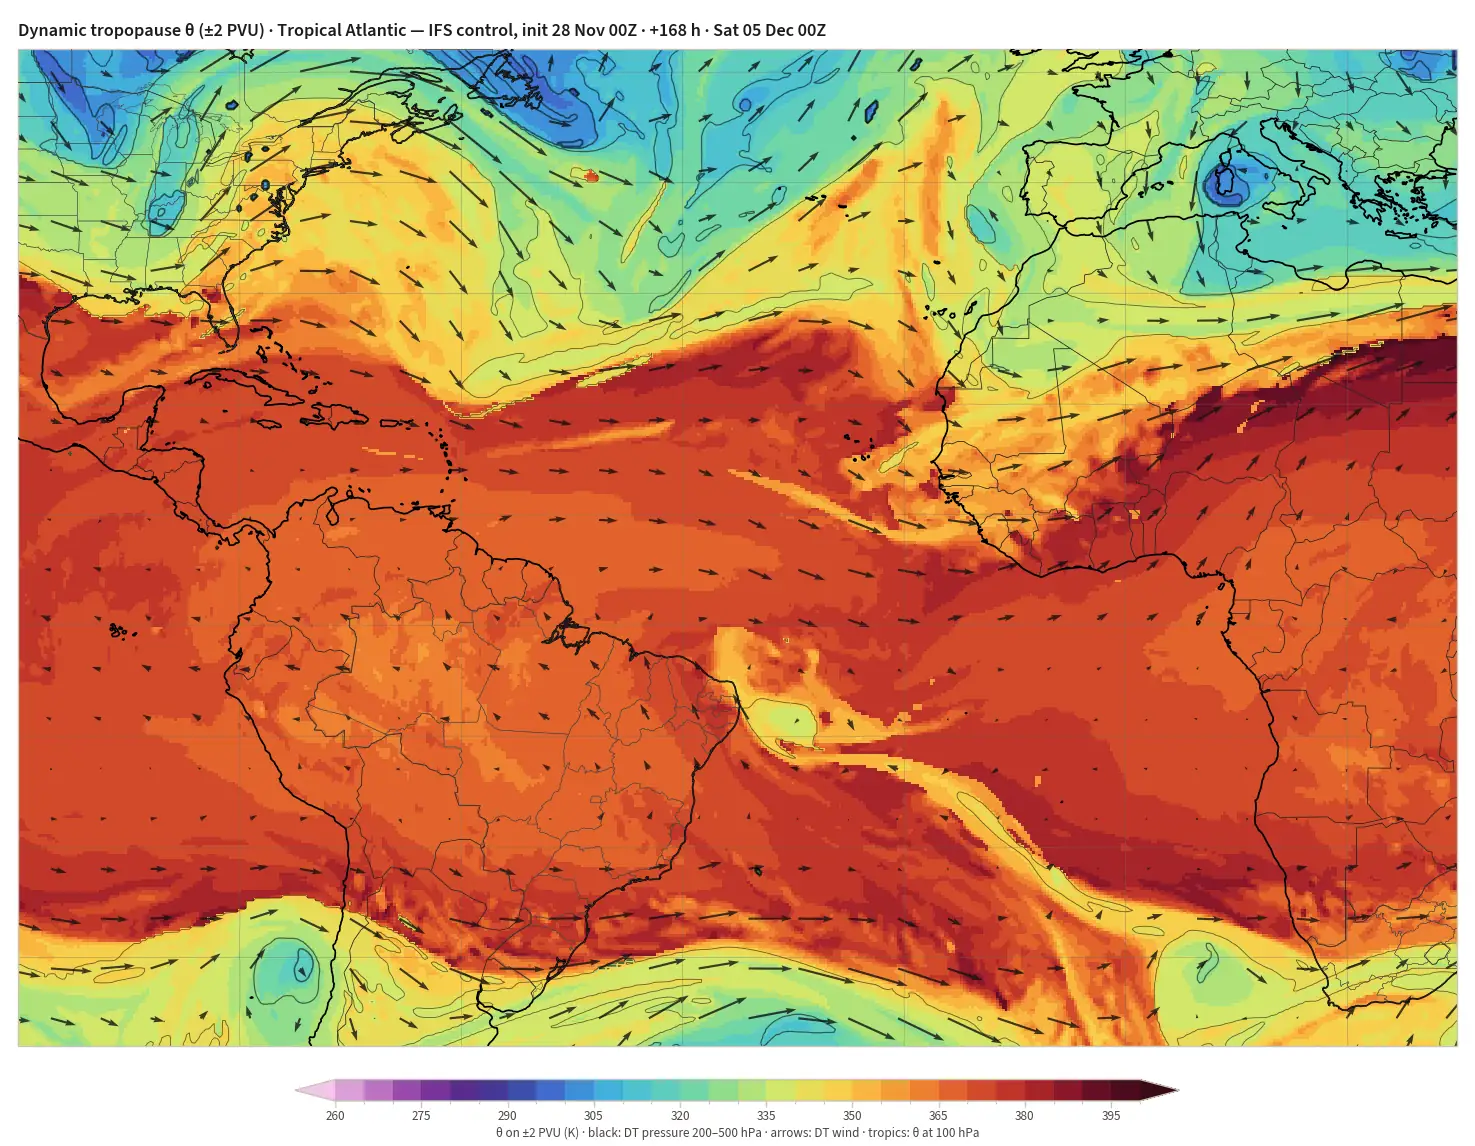 Dynamic tropopause θ (±2 PVU) · Tropical Atlantic — IFS control, init 28 Nov 00Z · +168 h · Sat 05 Dec 00Z
260 275 290 305 320 335 350 365 380 395
θ on ±2 PVU (K) · black: DT pressure 200–500 hPa · arrows: DT wind · tropics: θ at 100 hPa